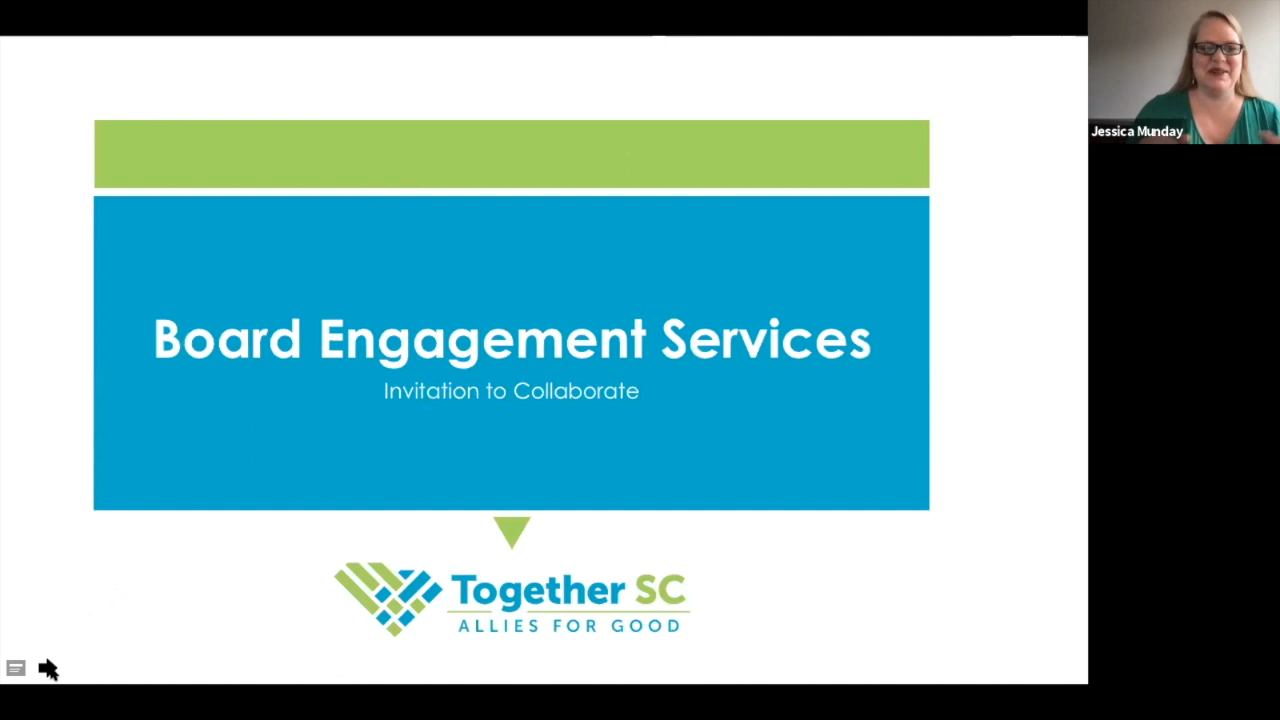 Jessica Munday
Board Engagement Services
Invitation to Collaborate
Together SC
ALLIES FOR GOOD